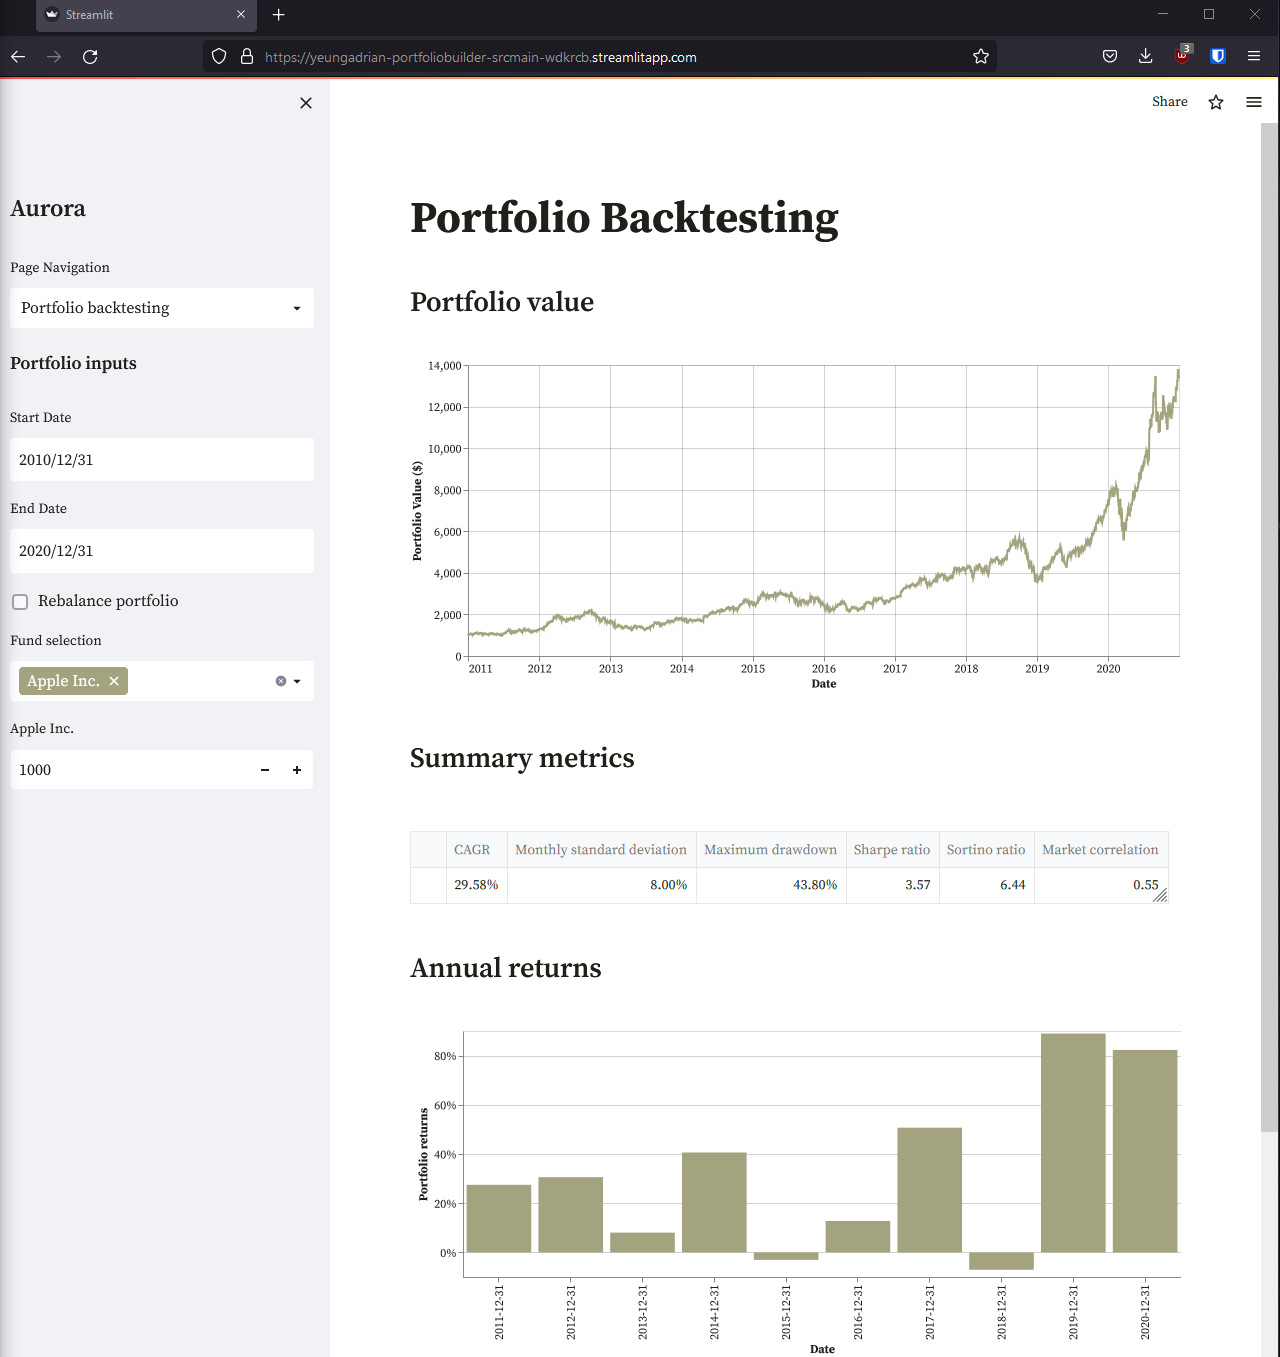 Streamlit
https://yeungadrian-portfoliobuilder-srcmain-wdkrcb.streamlitapp.com
3
Share
Aurora
Page Navigation
Portfolio backtesting
Portfolio inputs
Start Date
2010/12/31
End Date
2020/12/31
Rebalance portfolio
Fund selection
Apple Inc.
Apple Inc.
1000
Portfolio Backtesting
Portfolio value
14,000
12,000
10,000
8,000
6,000
4,000
2,000
0
Portfolio Value ($)
2011 2012 2013 2014 2015 2016 2017 2018 2019 2020
Date
Summary metrics
CAGR Monthly standard deviation Maximum drawdown Sharpe ratio Sortino ratio Market correlation
29.58% 8.00% 43.80% 3.57 6.44 0.55
Annual returns
80%
60%
40%
20%
0%
Portfolio returns
2011-12-31 2012-12-31 2013-12-31 2014-12-31 2015-12-31 2016-12-31 2017-12-31 2018-12-31 2019-12-31 2020-12-31
Date